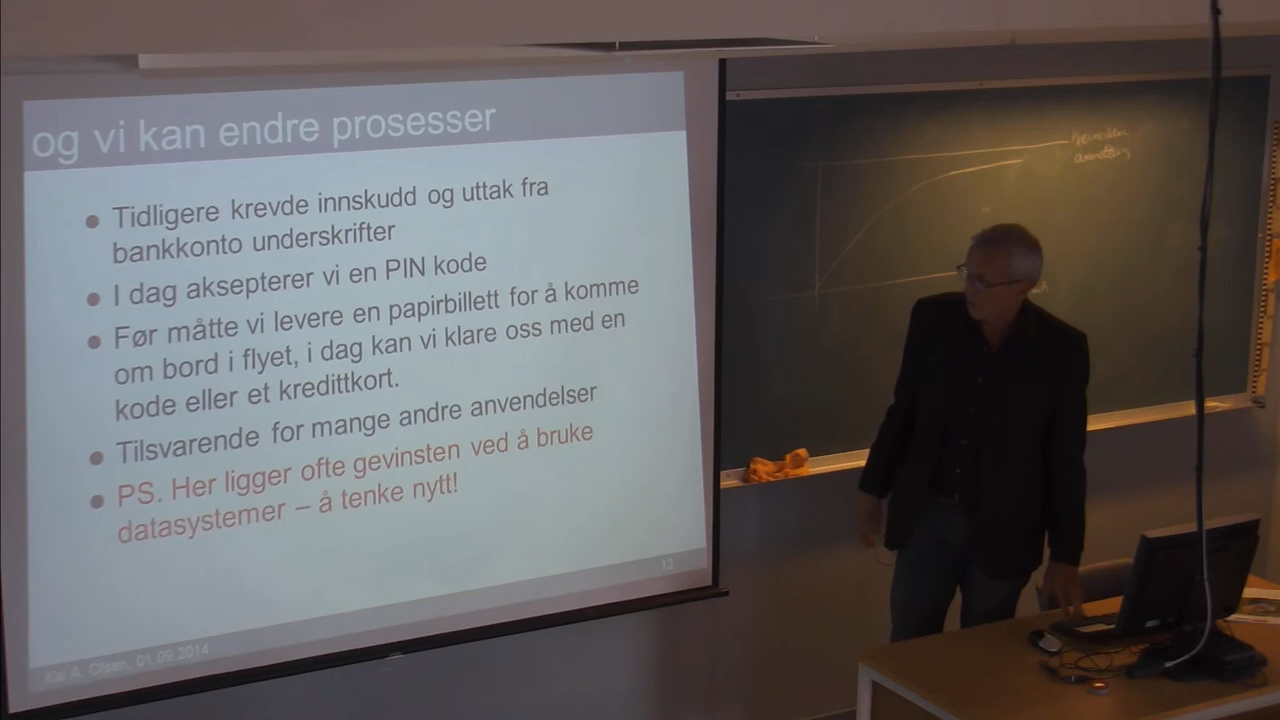 og vi kan endre prosesser
Tidligere krevde innskudd og uttak fra
bankkonto underskrifter
I dag aksepterer vi en PIN kode
Før måtte vi levere en papirbillett for å komme
om bord i flyet, i dag kan vi klare oss med en
kode eller et kredittkort.
Tilsvarende for mange andre anvendelser
PS. Her ligger ofte gevinsten ved å bruke
datasystemer – å tenke nytt!
12
Kai A. Olsen, 01.09.2014